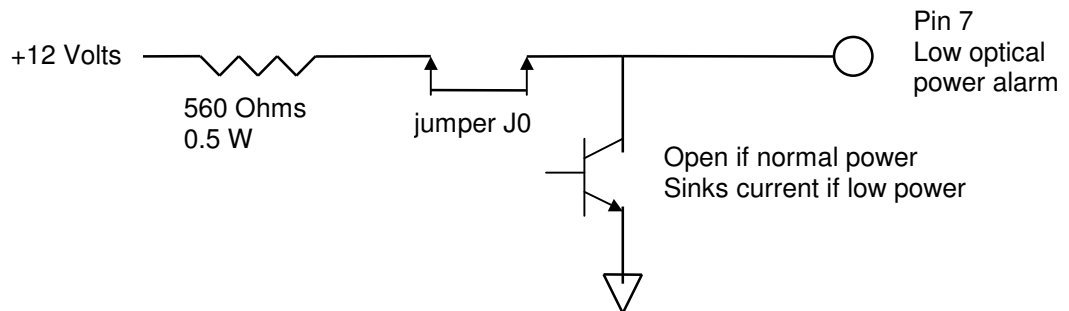 +12 Volts
560 Ohms
0.5 W
jumper J0
Pin 7
Low optical
power alarm
Open if normal power
Sinks current if low power